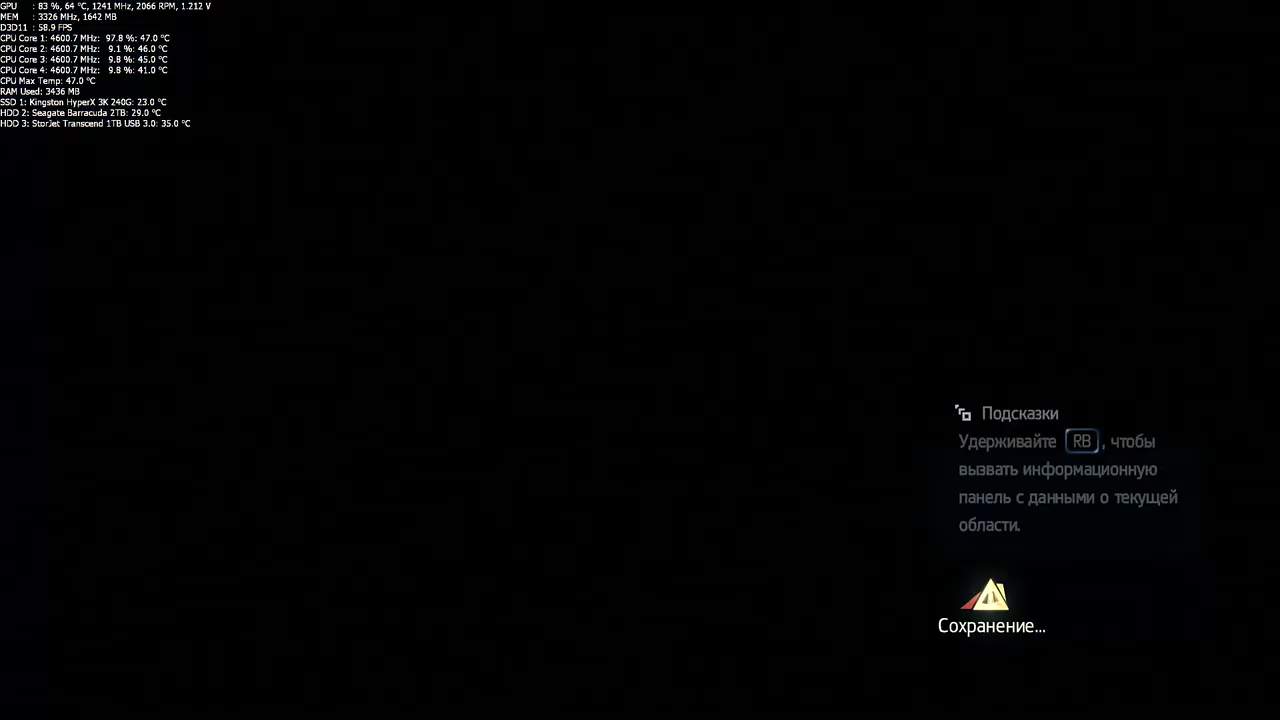 GPU : 83 %, 64 °C, 1241 MHz, 2066 RPM, 1.212 V
MEM : 3326 MHz, 1642 MB
D3D11 : 58.9 FPS
CPU Core 1: 4600.7 MHz: 97.8 %: 47.0 °C
CPU Core 2: 4600.7 MHz: 9.1 %: 46.0 °C
CPU Core 3: 4600.7 MHz: 9.8 %: 45.0 °C
CPU Core 4: 4600.7 MHz: 9.8 %: 41.0 °C
CPU Max Temp: 47.0 °C
RAM Used: 3436 MB
SSD 1: Kingston HyperX 3K 240G: 23.0 °C
HDD 2: Seagate Barracuda 2TB: 29.0 °C
HDD 3: StorJet Transcend 1TB USB 3.0: 35.0 °C
Подсказки
Удерживайте RB, чтобы
вызвать информационную
панель с данными о текущей
области.
Сохранение...